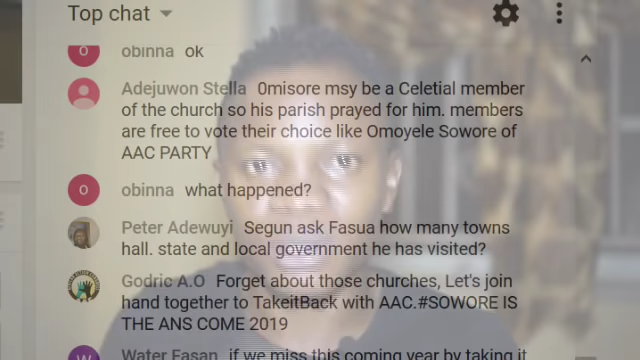 Top chat
obinna ok
Adejuwon Stella 0misore msy be a Celetial member
of the church so his parish prayed for him. members
are free to vote their choice like Omoyele Sowore of
AAC PARTY
obinna what happened?
Peter Adewuyi Segun ask Fasua how many towns
hall. state and local government he has visited?
Godric A.O Forget about those churches, Let's join
hand together to TakeitBack with AAC.#SOWORE IS
THE ANS COME 2019
Water Fasan if we miss this coming year by taking it